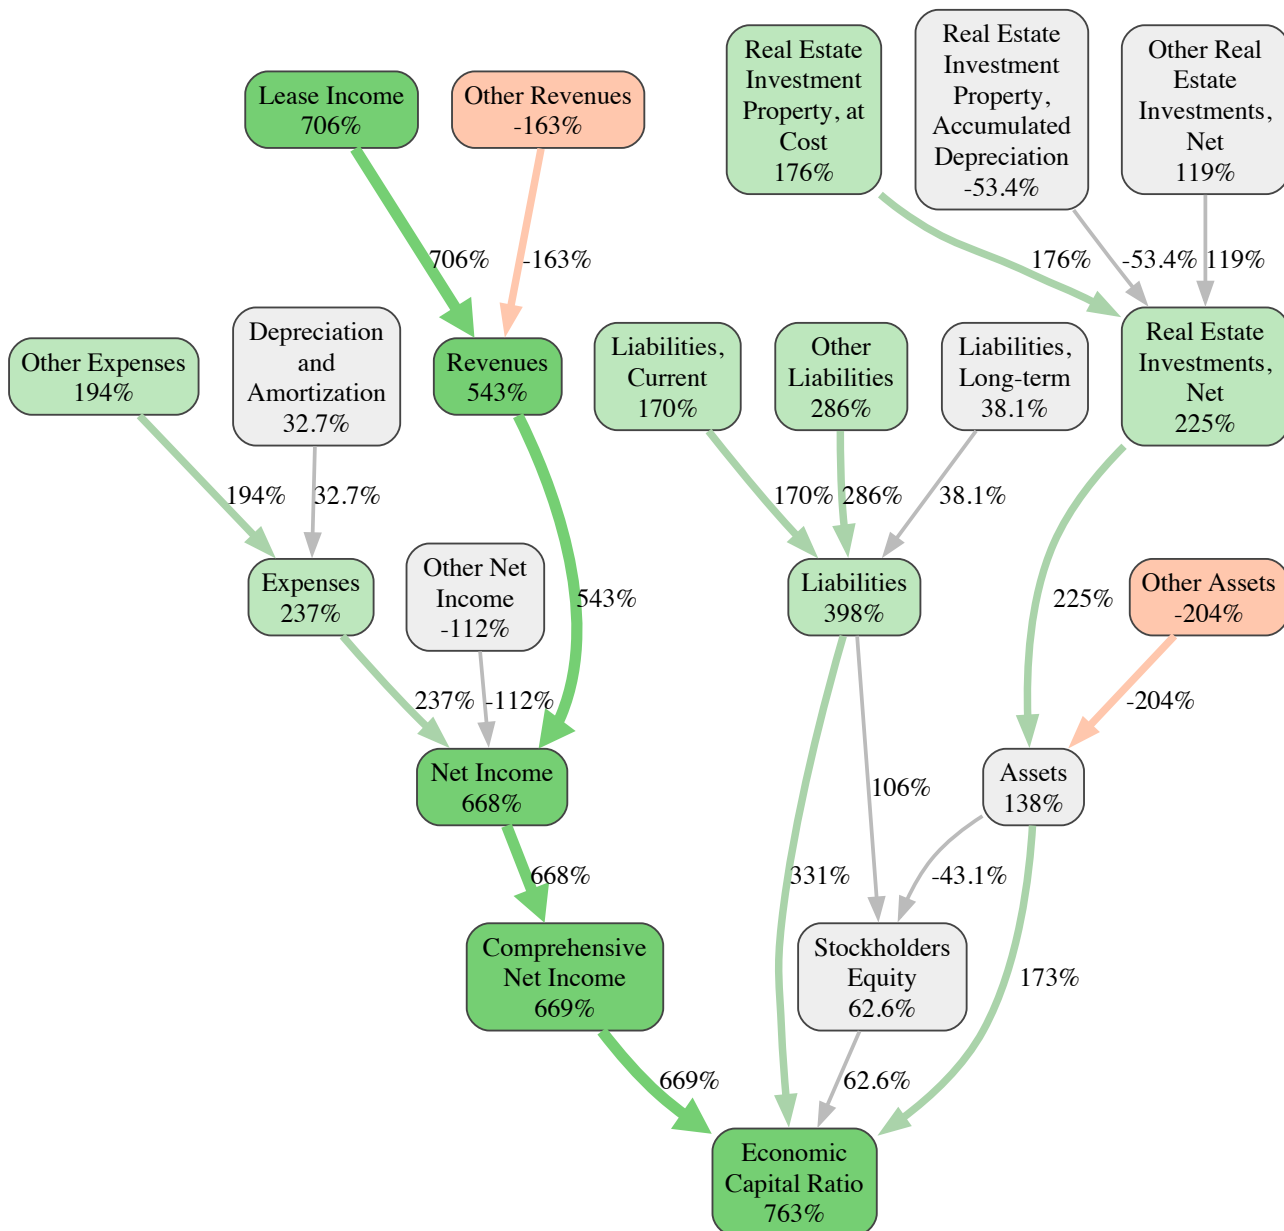 Real Estate
Investment
Property, at
Cost
176%
Real Estate
Investment
Property,
Accumulated
Depreciation
-53.4%
Other Real
Estate
Investments,
Net
119%
Lease Income
706%
Other Revenues
-163%
706%
-163%
176%
-53.4%
119%
Other Expenses
194%
Depreciation
and
Amortization
32.7%
Revenues
543%
Liabilities,
Current
170%
Other
Liabilities
286%
Liabilities,
Long-term
38.1%
Real Estate
Investments,
Net
225%
194%
32.7%
170%
286%
38.1%
Expenses
237%
Other Net
Income
-112%
543%
Liabilities
398%
225%
Other Assets
-204%
237%
-112%
-204%
Net Income
668%
106%
Assets
138%
668%
331%
-43.1%
Comprehensive
Net Income
669%
Stockholders
Equity
62.6%
173%
669%
62.6%
Economic
Capital Ratio
763%